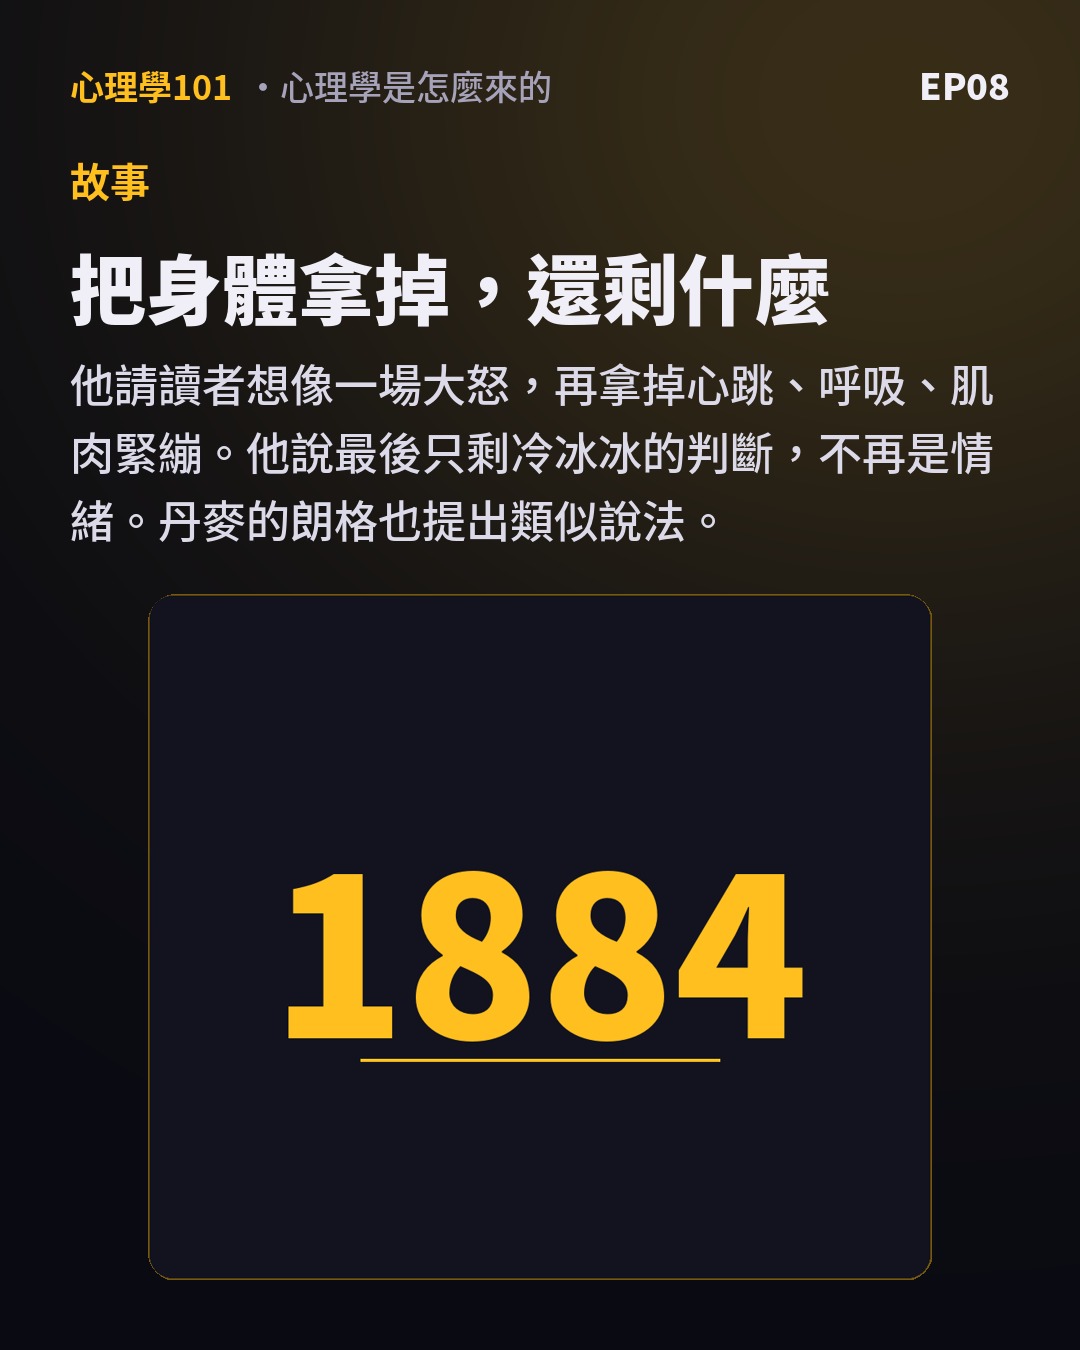 心理學101 ・心理學是怎麼來的
EP08
故事
把身體拿掉，還剩什麼
他請讀者想像一場大怒，再拿掉心跳、呼吸、肌
肉緊繃。他說最後只剩冷冰冰的判斷，不再是情
緒。丹麥的朗格也提出類似說法。
1884